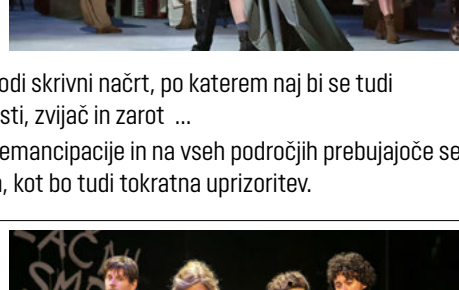 odi skrivni načrt, po katerem naj bi se tudi
sti, zvijač in zarot ...
emancipacije in na vseh področjih prebujajoče se
, kot bo tudi tokratna uprizoritev.